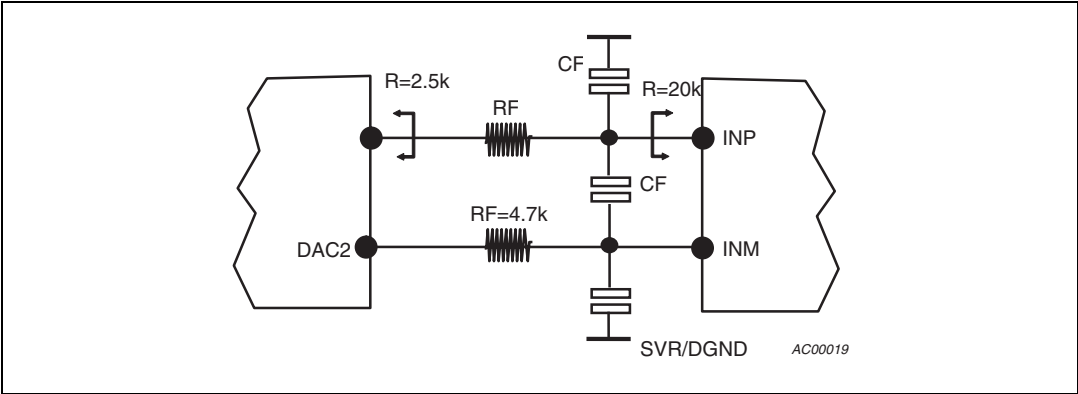 CF
R=2.5k
R=20k
RF
INP
CF
RF=4.7k
DAC2
INM
SVR/DGND
AC00019